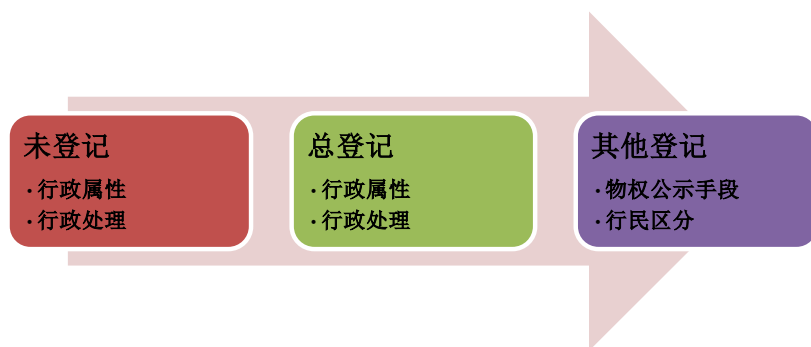 未登记
·行政属性
·行政处理
总登记
·行政属性
·行政处理
其他登记
·物权公示手段
·行民区分